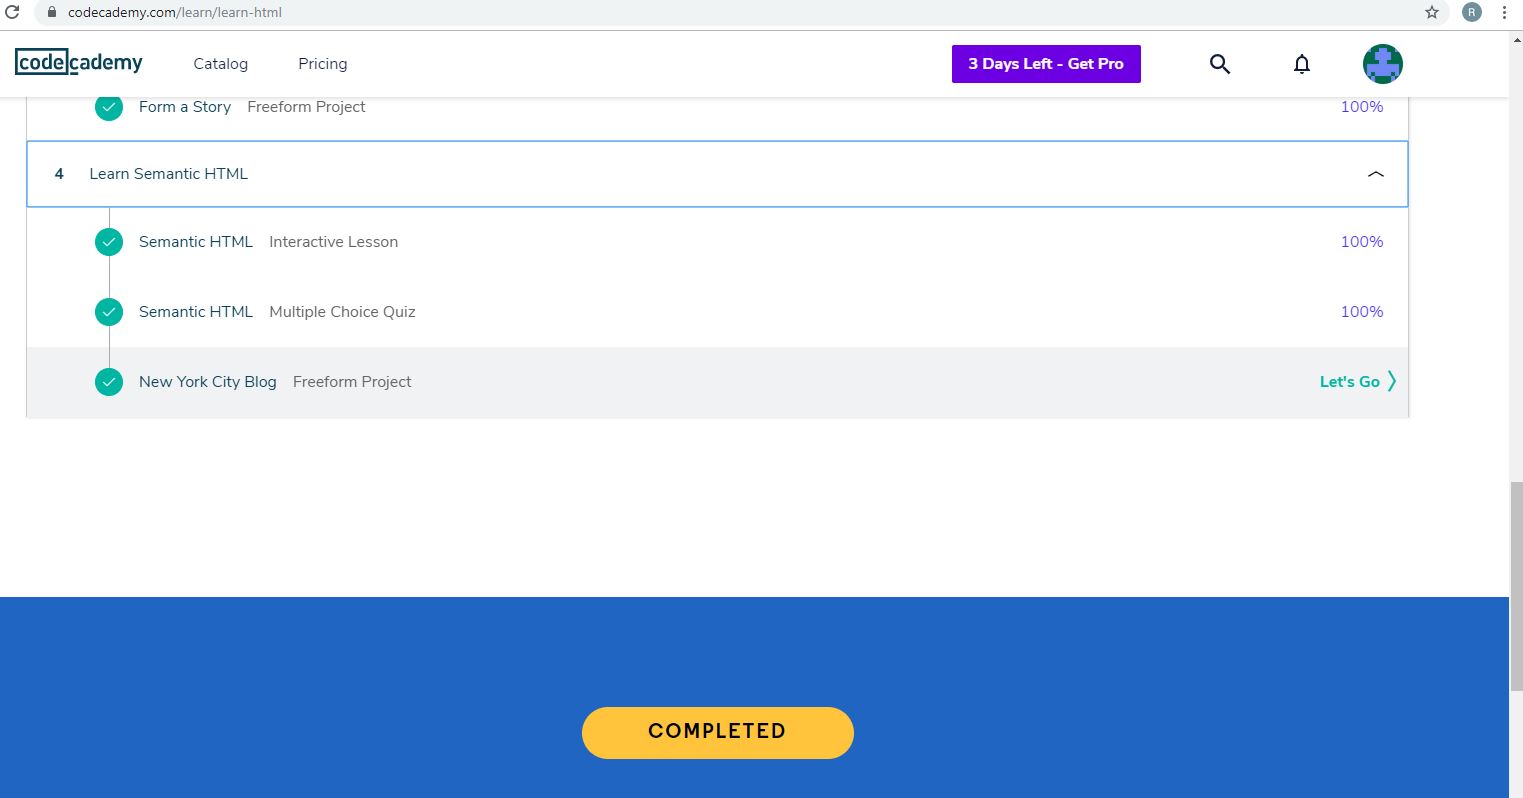 codecademy.com/learn/learn-html
R
codecademy
Catalog
Pricing
3 Days Left - Get Pro
Form a Story Freeform Project 100%
4 Learn Semantic HTML
Semantic HTML Interactive Lesson 100%
Semantic HTML Multiple Choice Quiz 100%
New York City Blog Freeform Project Let's Go
COMPLETED